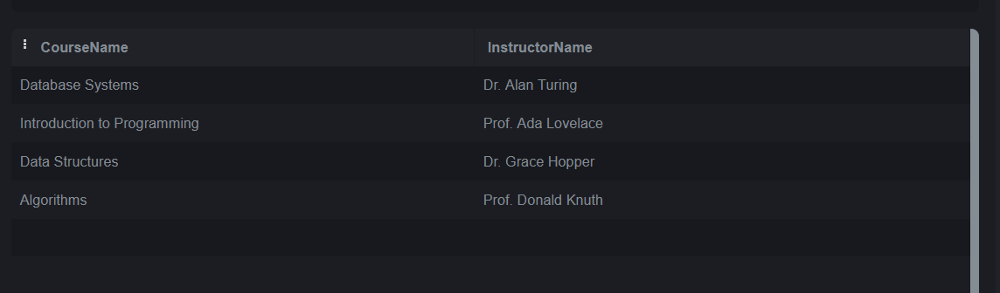 CourseName InstructorName
Database Systems Dr. Alan Turing
Introduction to Programming Prof. Ada Lovelace
Data Structures Dr. Grace Hopper
Algorithms Prof. Donald Knuth